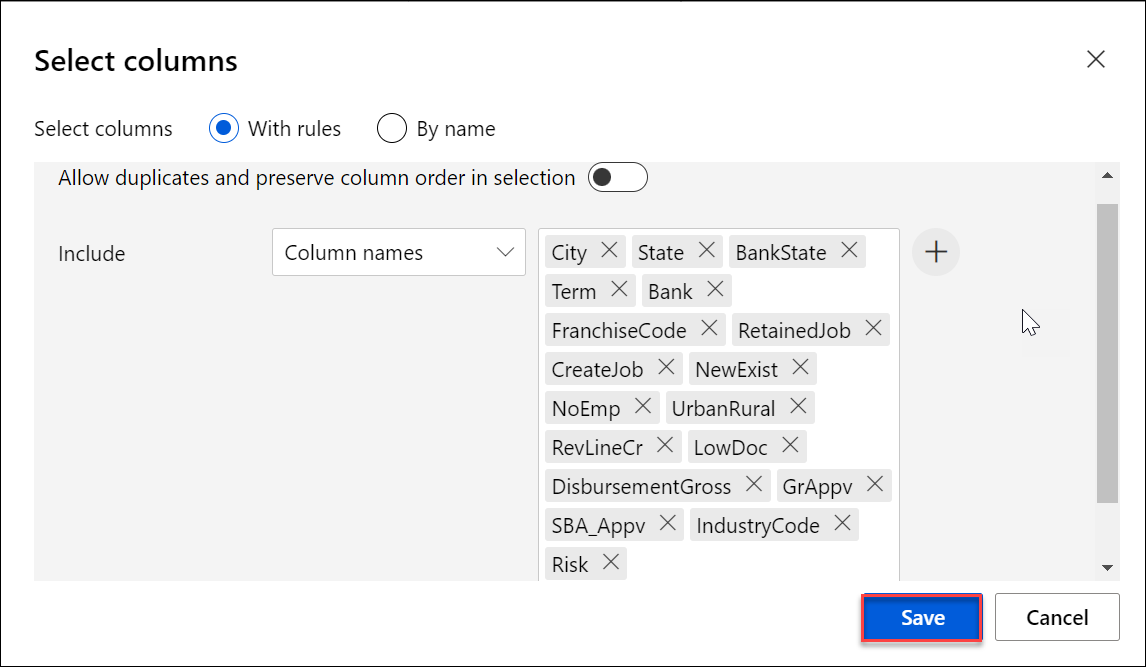 Select columns
Select columns With rules By name
Allow duplicates and preserve column order in selection
Include Column names City State BankState
Term Bank
FranchiseCode RetainedJob
CreateJob NewExist
NoEmp UrbanRural
RevLineCr LowDoc
DisbursementGross GrAppv
SBA_Appv IndustryCode
Risk
Save Cancel